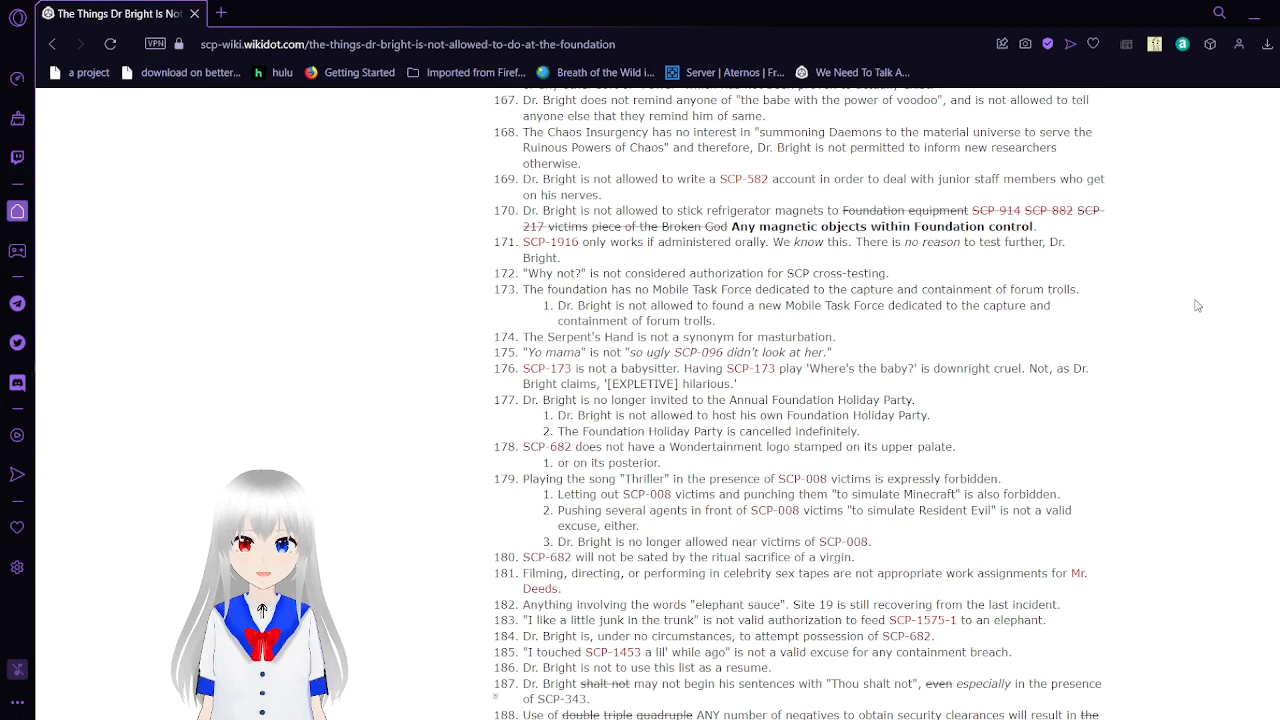 The Things Dr Bright Is Not
scp-wiki.wikidot.com/the-things-dr-bright-is-not-allowed-to-do-at-the-foundation
VPN
a project
download on better...
hulu
Getting Started
Imported from Firef...
Breath of the Wild i...
Server | Aternos | Fr...
We Need To Talk A...
167. Dr. Bright does not remind anyone of "the babe with the power of voodoo", and is not allowed to tell
anyone else that they remind him of same.
168. The Chaos Insurgency has no interest in "summoning Daemons to the material universe to serve the
Ruinous Powers of Chaos" and therefore, Dr. Bright is not permitted to inform new researchers
otherwise.
169. Dr. Bright is not allowed to write a SCP-582 account in order to deal with junior staff members who get
on his nerves.
170. Dr. Bright is not allowed to stick refrigerator magnets to Foundation equipment SCP-914 SCP-882 SCP-
217 victims piece of the Broken God Any magnetic objects within Foundation control.
171. SCP-1916 only works if administered orally. We know this. There is no reason to test further, Dr.
Bright.
172. "Why not?" is not considered authorization for SCP cross-testing.
173. The foundation has no Mobile Task Force dedicated to the capture and containment of forum trolls.
1. Dr. Bright is not allowed to found a new Mobile Task Force dedicated to the capture and
containment of forum trolls.
174. The Serpent's Hand is not a synonym for masturbation.
175. "Yo mama" is not "so ugly SCP-096 didn't look at her."
176. SCP-173 is not a babysitter. Having SCP-173 play 'Where's the baby?' is downright cruel. Not, as Dr.
Bright claims, '[EXPLETIVE] hilarious.'
177. Dr. Bright is no longer invited to the Annual Foundation Holiday Party.
1. Dr. Bright is not allowed to host his own Foundation Holiday Party.
2. The Foundation Holiday Party is cancelled indefinitely.
178. SCP-682 does not have a Wondertainment logo stamped on its upper palate.
1. or on its posterior.
179. Playing the song "Thriller" in the presence of SCP-008 victims is expressly forbidden.
1. Letting out SCP-008 victims and punching them "to simulate Minecraft" is also forbidden.
2. Pushing several agents in front of SCP-008 victims "to simulate Resident Evil" is not a valid
excuse, either.
3. Dr. Bright is no longer allowed near victims of SCP-008.
180. SCP-682 will not be sated by the ritual sacrifice of a virgin.
181. Filming, directing, or performing in celebrity sex tapes are not appropriate work assignments for Mr.
Deeds.
182. Anything involving the words "elephant sauce". Site 19 is still recovering from the last incident.
183. "I like a little junk in the trunk" is not valid authorization to feed SCP-1575-1 to an elephant.
184. Dr. Bright is, under no circumstances, to attempt possession of SCP-682.
185. "I touched SCP-1453 a lil' while ago" is not a valid excuse for any containment breach.
186. Dr. Bright is not to use this list as a resume.
187. Dr. Bright shalt not may not begin his sentences with "Thou shalt not", even especially in the presence
of SCP-343.
188. Use of double triple quadruple ANY number of negatives to obtain security clearances will result in the